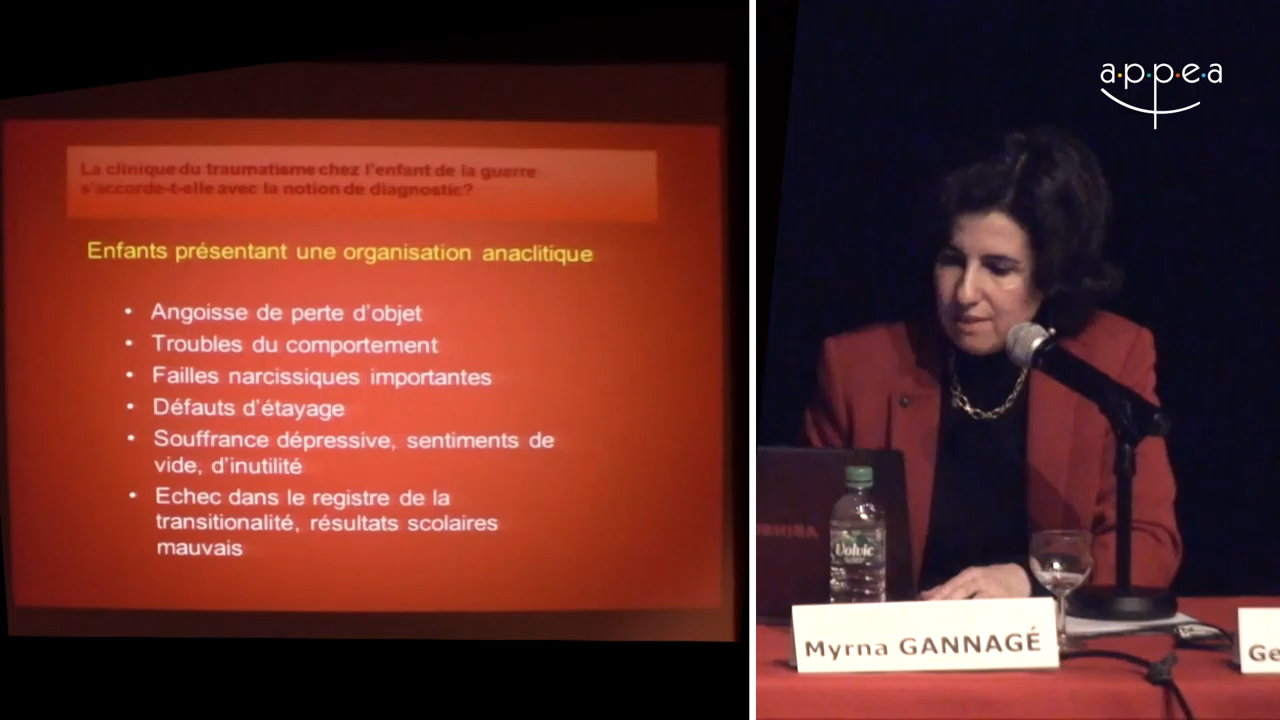 La clinique du traumatisme chez l'enfant de la guerre
s'accorde-t-elle avec la notion de diagnostic?
Enfants présentant une organisation anaclitique
• Angoisse de perte d'objet
• Troubles du comportement
• Failles narcissiques importantes
• Défauts d'étayage
• Souffrance dépressive, sentiments de
vide, d'inutilité
• Echec dans le registre de la
transitionalité, résultats scolaires
mauvais
a·p·p·e·a
Volvic
Myrna GANNAGÉ
Ge